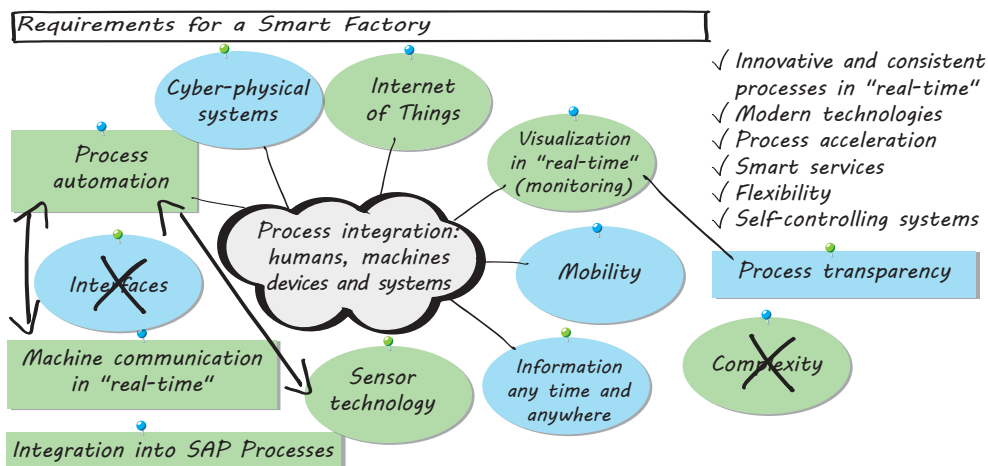 Requirements for a Smart Factory
Cyber-physical
systems
Internet
of Things
Process
automation
Visualization
in "real-time"
(monitoring)
Innovative and consistent
processes in "real-time"
Modern technologies
Process acceleration
Smart services
Flexibility
Self-controlling systems
Process integration:
humans, machines
devices and systems
Interfaces
Mobility
Process transparency
Machine communication
in "real-time"
Sensor
technology
Information
any time and
anywhere
Complexity
Integration into SAP Processes